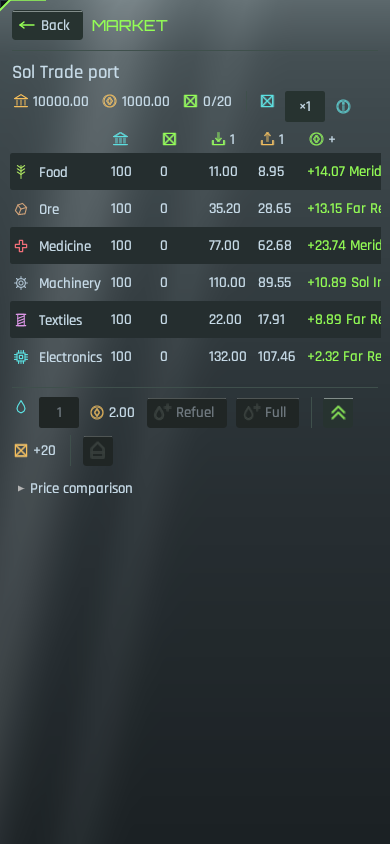 Back MARKET
Sol Trade port
10000.00 1000.00 0/20 ×1
1 1 +
Food 100 0 11.00 8.95 +14.07 Merid
Ore 100 0 35.20 28.65 +13.15 Far Re
Medicine 100 0 77.00 62.68 +23.74 Merid
Machinery 100 0 110.00 89.55 +10.89 Sol Ir
Textiles 100 0 22.00 17.91 +8.89 Far Re
Electronics 100 0 132.00 107.46 +2.32 Far Re
1 2.00 Refuel Full
+20
Price comparison